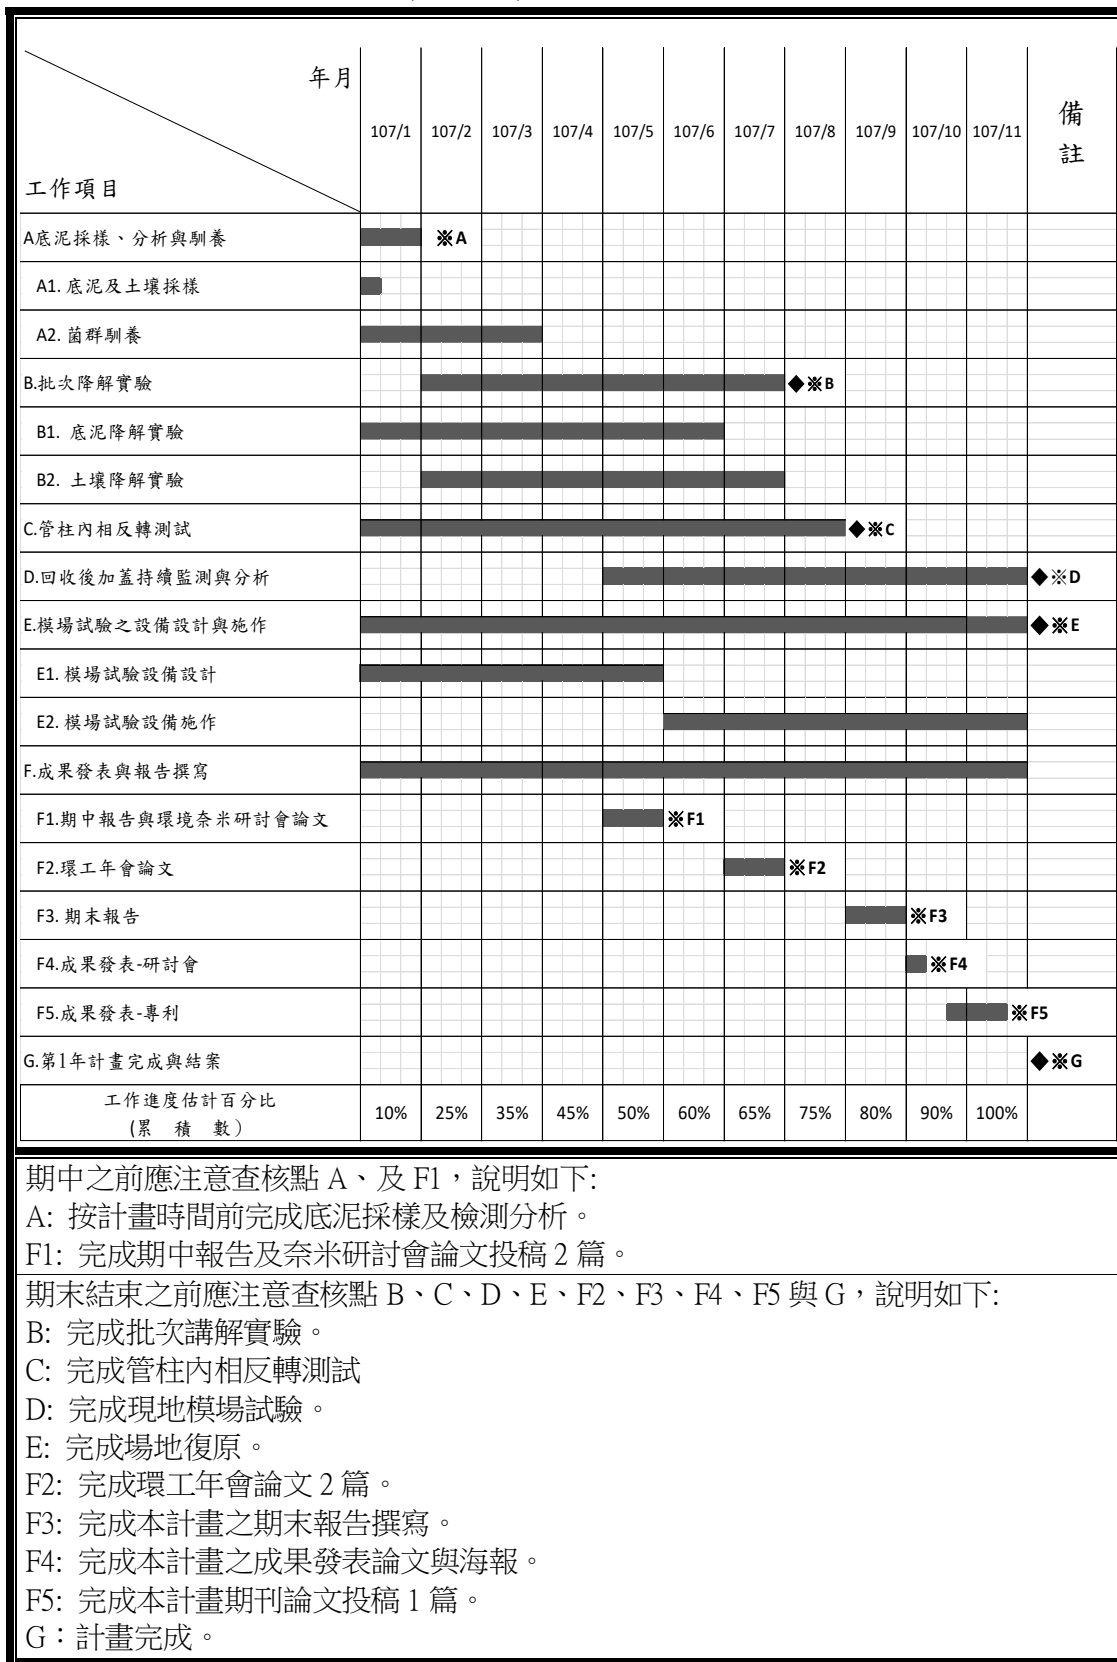 年月
107/1 107/2 107/3 107/4 107/5 107/6 107/7 107/8 107/9 107/10 107/11
備
註
工作項目
A底泥採樣、分析與馴養 ※A
A1. 底泥及土壤採樣
A2. 菌群馴養
B.批次降解實驗 ◆※B
B1. 底泥降解實驗
B2. 土壤降解實驗
C.管柱內相反轉測試 ◆※C
D.回收後加蓋持續監測與分析 ◆※D
E.模場試驗之設備設計與施作 ◆※E
E1. 模場試驗設備設計
E2. 模場試驗設備施作
F.成果發表與報告撰寫
F1.期中報告與環境奈米研討會論文 ※F1
F2.環工年會論文 ※F2
F3. 期末報告 ※F3
F4.成果發表-研討會 ※F4
F5.成果發表-專利 ※F5
G.第1年計畫完成與結案 ◆※G
工作進度估計百分比
(累 積 數) 10% 25% 35% 45% 50% 60% 65% 75% 80% 90% 100%
期中之前應注意查核點 A、及 F1，說明如下:
A: 按計畫時間前完成底泥採樣及檢測分析。
F1: 完成期中報告及奈米研討會論文投稿 2 篇。
期末結束之前應注意查核點 B、C、D、E、F2、F3、F4、F5 與 G，說明如下:
B: 完成批次講解實驗。
C: 完成管柱內相反轉測試
D: 完成現地模場試驗。
E: 完成場地復原。
F2: 完成環工年會論文 2 篇。
F3: 完成本計畫之期末報告撰寫。
F4: 完成本計畫之成果發表論文與海報。
F5: 完成本計畫期刊論文投稿 1 篇。
G：計畫完成。